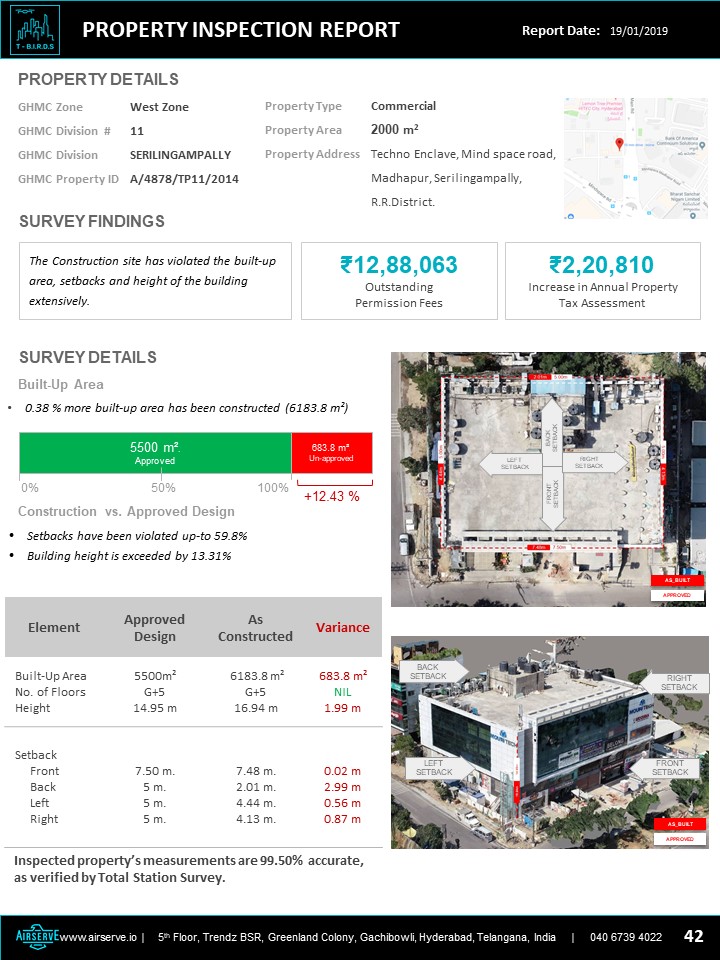 T - B.I.R.D.S
PROPERTY INSPECTION REPORT
Report Date: 19/01/2019
PROPERTY DETAILS
GHMC Zone West Zone
GHMC Division # 11
GHMC Division SERILINGAMPALLY
GHMC Property ID A/4878/TP11/2014
Property Type Commercial
Property Area 2000 m²
Property Address Techno Enclave, Mind space road,
Madhapur, Serilingampally,
R.R.District.
SURVEY FINDINGS
The Construction site has violated the built-up
area, setbacks and height of the building
extensively.
₹12,88,063
Outstanding
Permission Fees
₹2,20,810
Increase in Annual Property
Tax Assessment
SURVEY DETAILS
Built-Up Area
• 0.38 % more built-up area has been constructed (6183.8 m²)
5500 m².
Approved
683.8 m²
Un-approved
0% 50% 100%
+12.43 %
Construction vs. Approved Design
• Setbacks have been violated up-to 59.8%
• Building height is exceeded by 13.31%
BACK
SETBACK
LEFT
SETBACK
RIGHT
SETBACK
FRONT
SETBACK
AS_BUILT
APPROVED
Element Approved Design As Constructed Variance
Built-Up Area 5500m² 6183.8 m² 683.8 m²
No. of Floors G+5 G+5 NIL
Height 14.95 m 16.94 m 1.99 m
Setback
Front 7.50 m. 7.48 m. 0.02 m
Back 5 m. 2.01 m. 2.99 m
Left 5 m. 4.44 m. 0.56 m
Right 5 m. 4.13 m. 0.87 m
BACK
SETBACK
RIGHT
SETBACK
LEFT
SETBACK
FRONT
SETBACK
AS_BUILT
APPROVED
Inspected property's measurements are 99.50% accurate,
as verified by Total Station Survey.
AIRSERVE www.airserve.io | 5th Floor, Trendz BSR, Greenland Colony, Gachibowli, Hyderabad, Telangana, India | 040 6739 4022 42